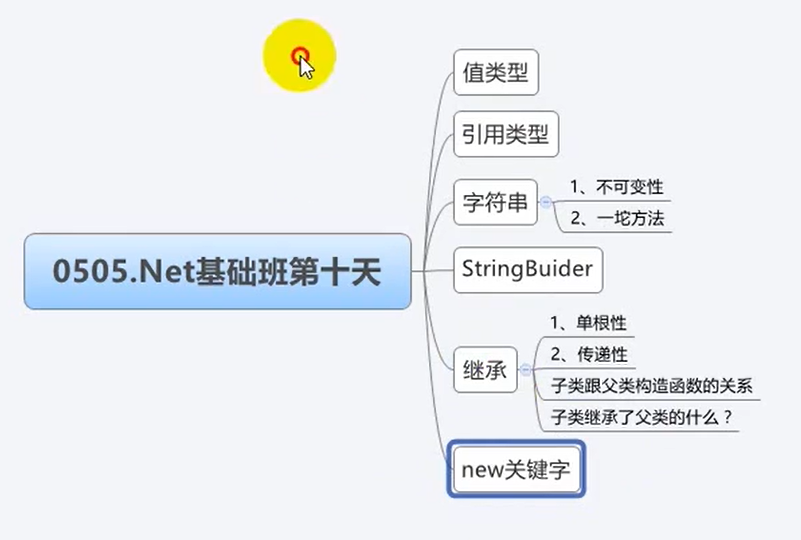 值类型
引用类型
字符串
1、不可变性
2、一坨方法
0505.Net基础班第十天
StringBuider
继承
1、单根性
2、传递性
子类跟父类构造函数的关系
子类继承了父类的什么？
new关键字